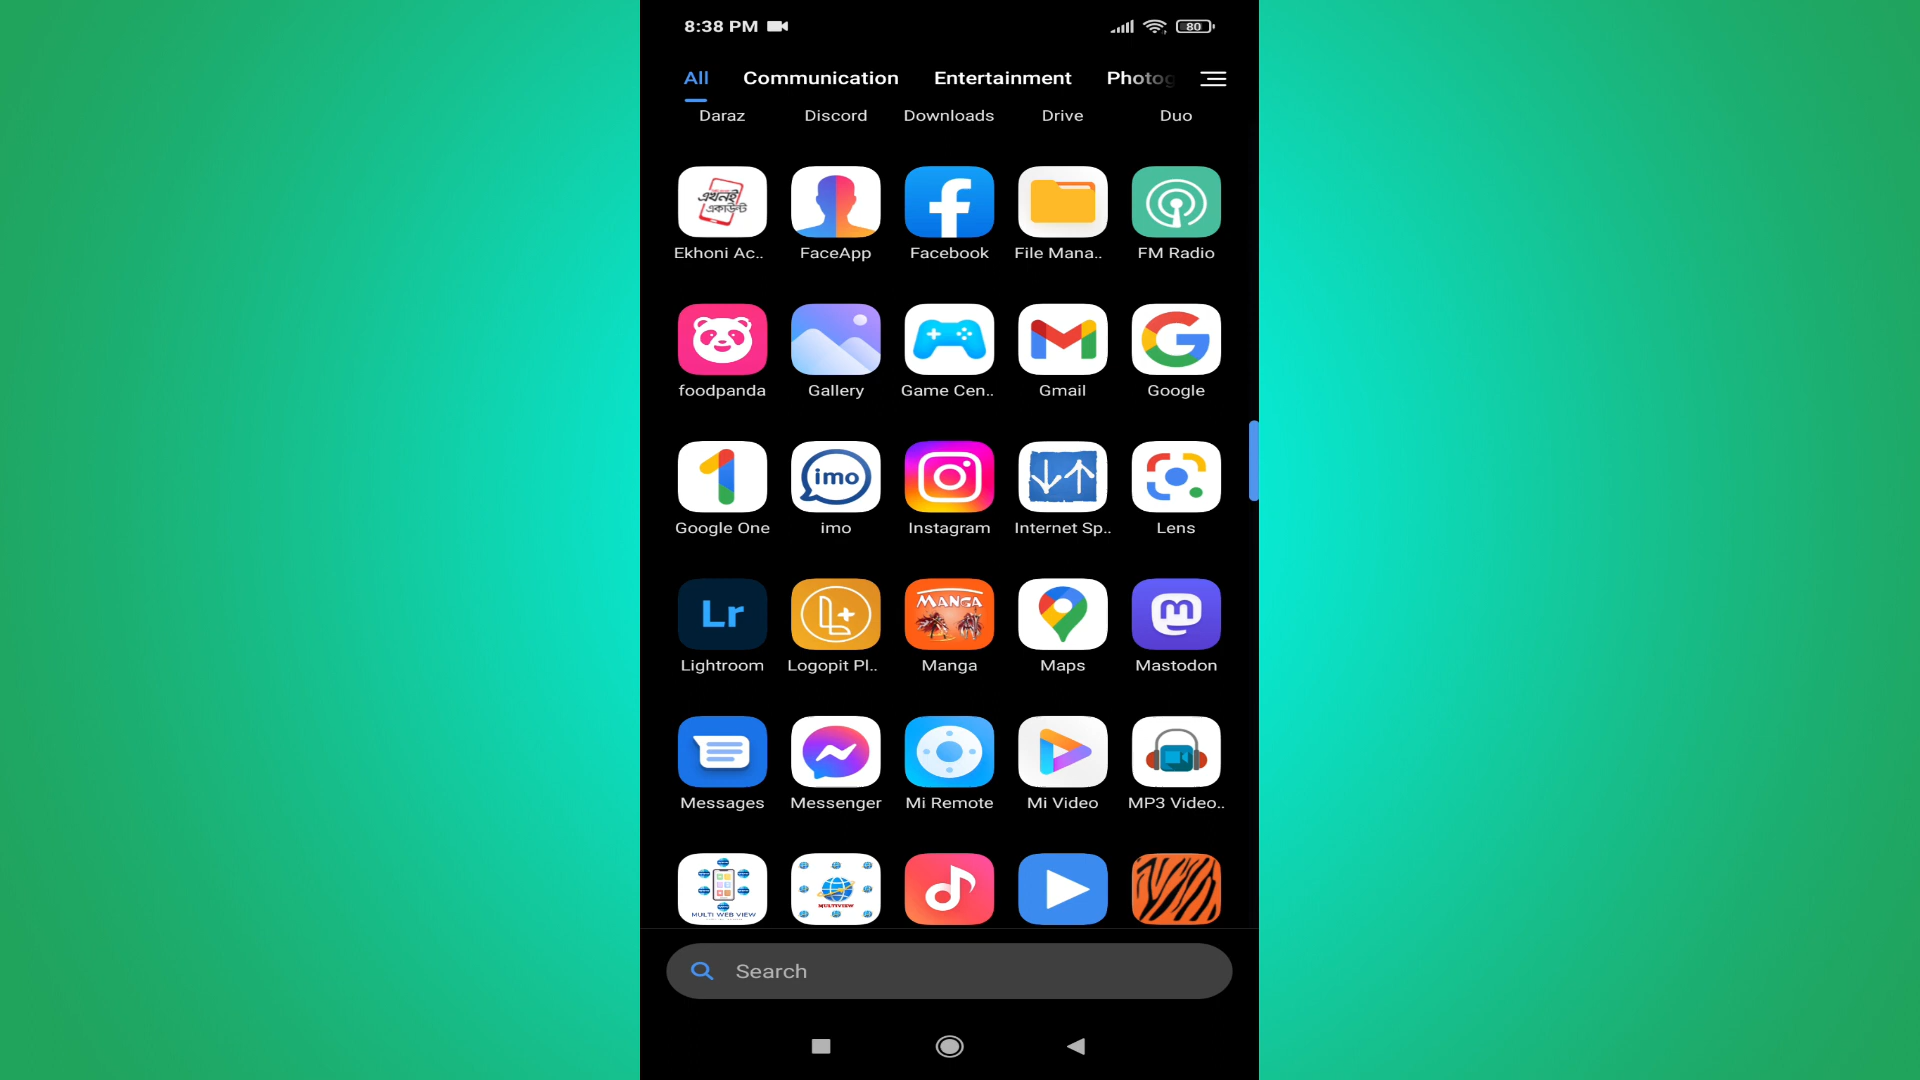 8:38 PM 80
All Communication Entertainment Photog
Daraz Discord Downloads Drive Duo
এখনই
একাউন্ট
Ekhoni Ac.. FaceApp Facebook File Mana.. FM Radio
foodpanda Gallery Game Cen.. Gmail Google
imo
Google One imo Instagram Internet Sp.. Lens
Lr L+ MANGA m
Lightroom Logopit Pl.. Manga Maps Mastodon
Messages Messenger Mi Remote Mi Video MP3 Video..
MULTI WEB VIEW MULTIVIEW
Search